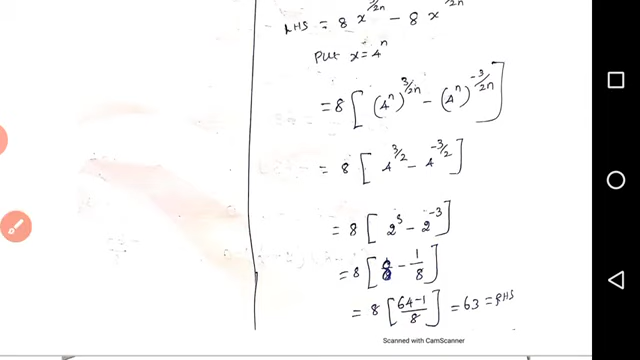 LHS = 8 x^{3/2n} - 8 x^{-3/2n}
Put x = 4^n
= 8 [ (4^n)^{3/2n} - (4^n)^{-3/2n} ]
= 8 [ 4^{3/2} - 4^{-3/2} ]
= 8 [ 2^3 - 2^{-3} ]
= 8 [ 8 - 1/8 ]
= 8 [ 64-1/8 ] = 63 = RHS
Scanned with CamScanner